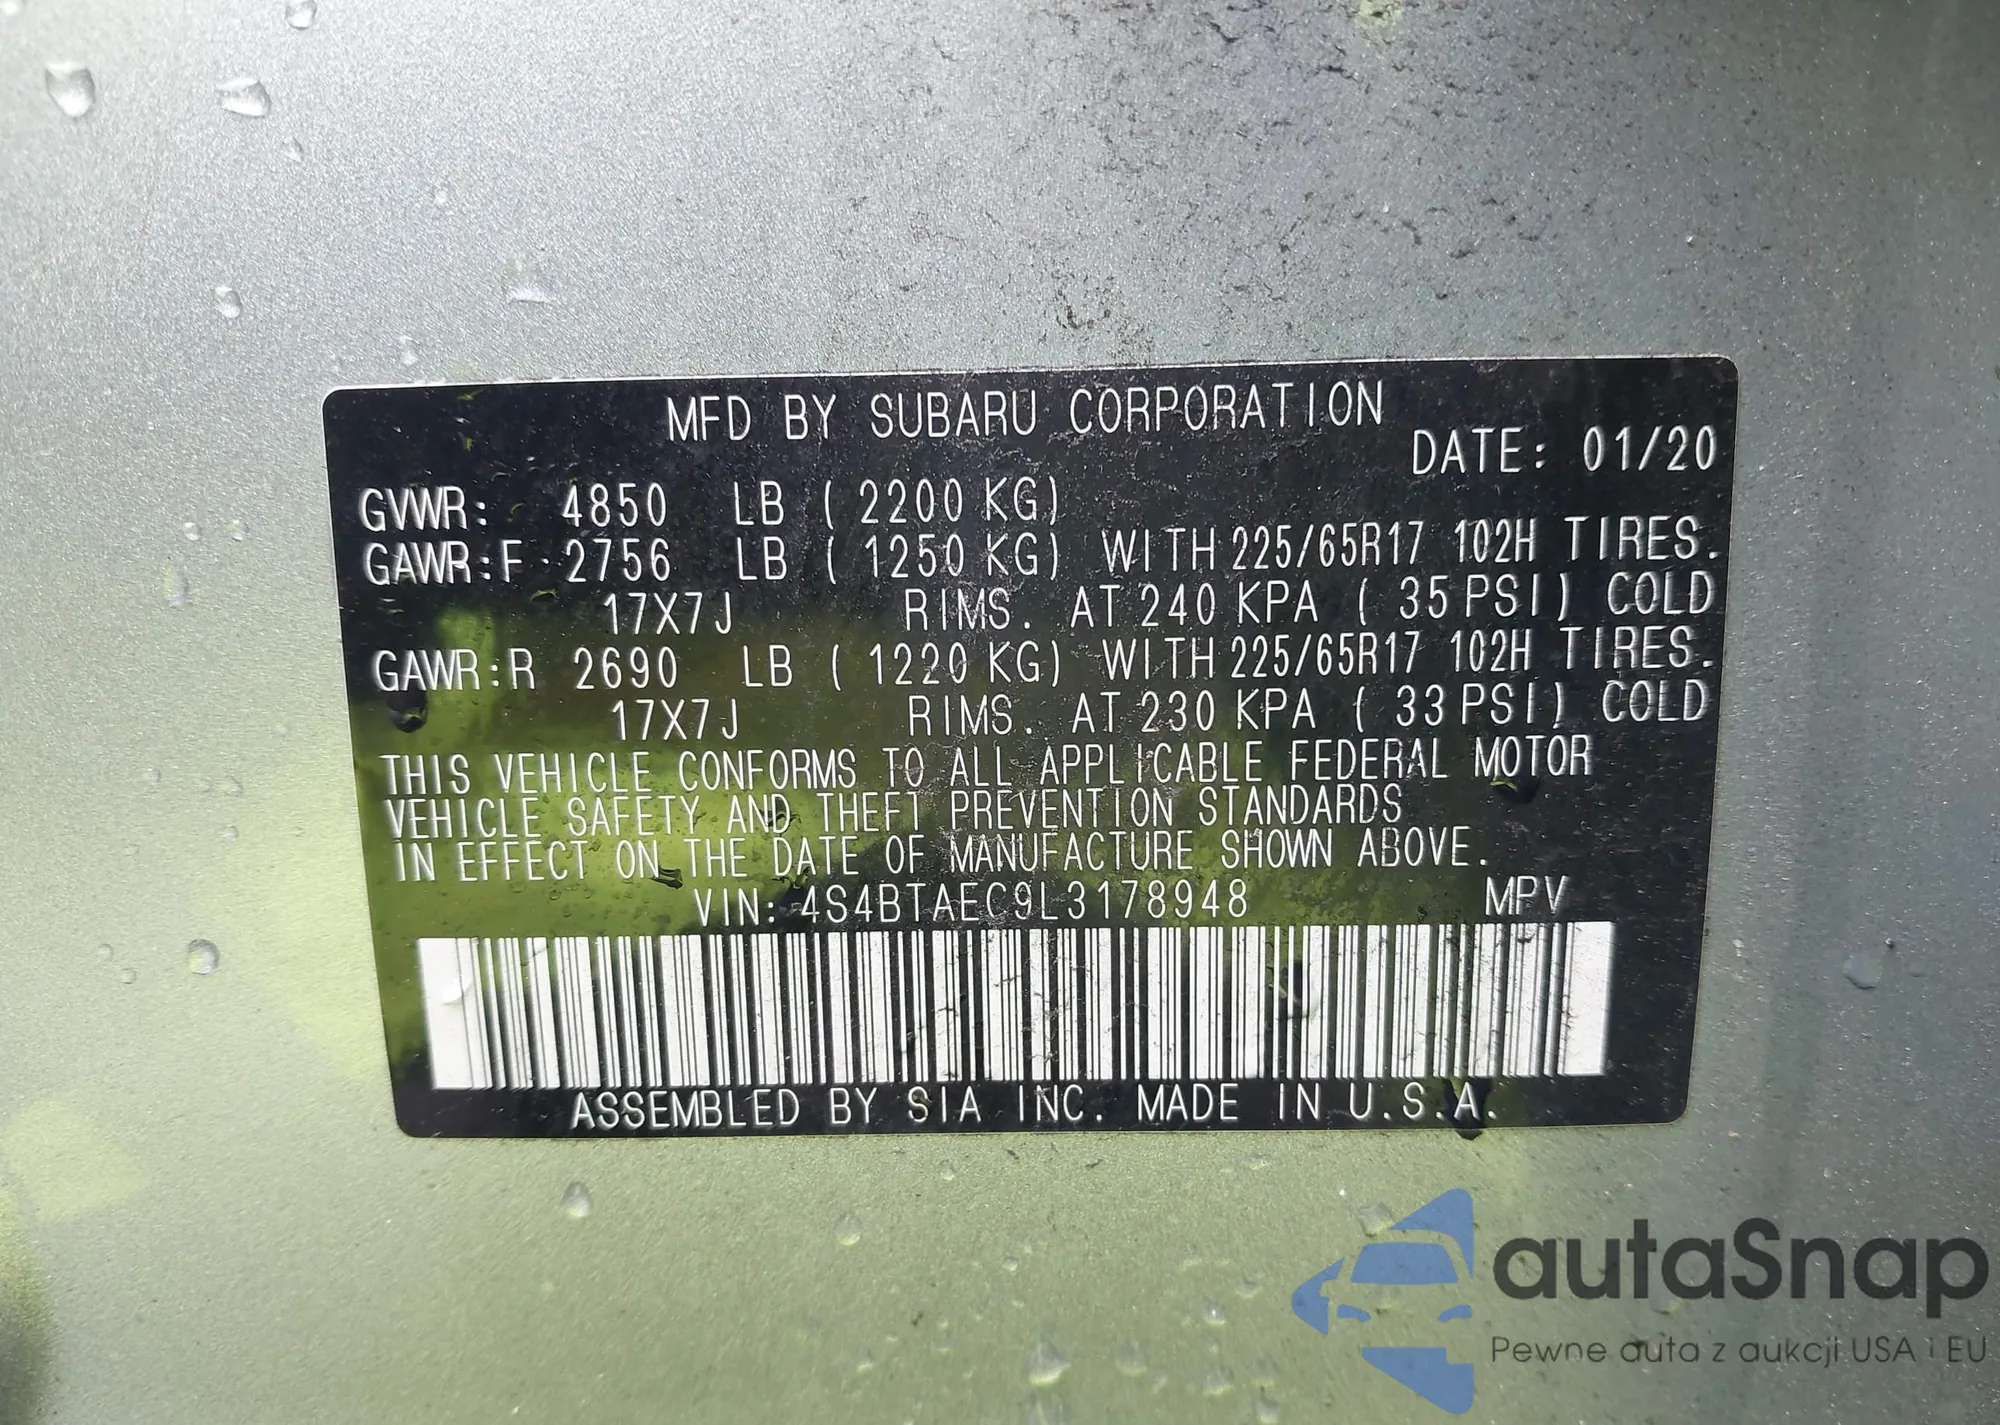 MFD BY SUBARU CORPORATION
DATE: 01/20
GVWR: 4850 LB ( 2200 KG)
GAWR:F 2756 LB ( 1250 KG) WITH 225/65R17 102H TIRES.
17X7J RIMS. AT 240 KPA ( 35 PSI) COLD
GAWR:R 2690 LB ( 1220 KG) WITH 225/65R17 102H TIRES.
17X7J RIMS. AT 230 KPA ( 33 PSI) COLD
THIS VEHICLE CONFORMS TO ALL APPLICABLE FEDERAL MOTOR
VEHICLE SAFETY AND THEFT PREVENTION STANDARDS
IN EFFECT ON THE DATE OF MANUFACTURE SHOWN ABOVE.
VIN: 4S4BTAEC9L3178948 MPV
ASSEMBLED BY SIA INC. MADE IN U.S.A.
autaSnap
Pewne auta z aukcji USA i EU